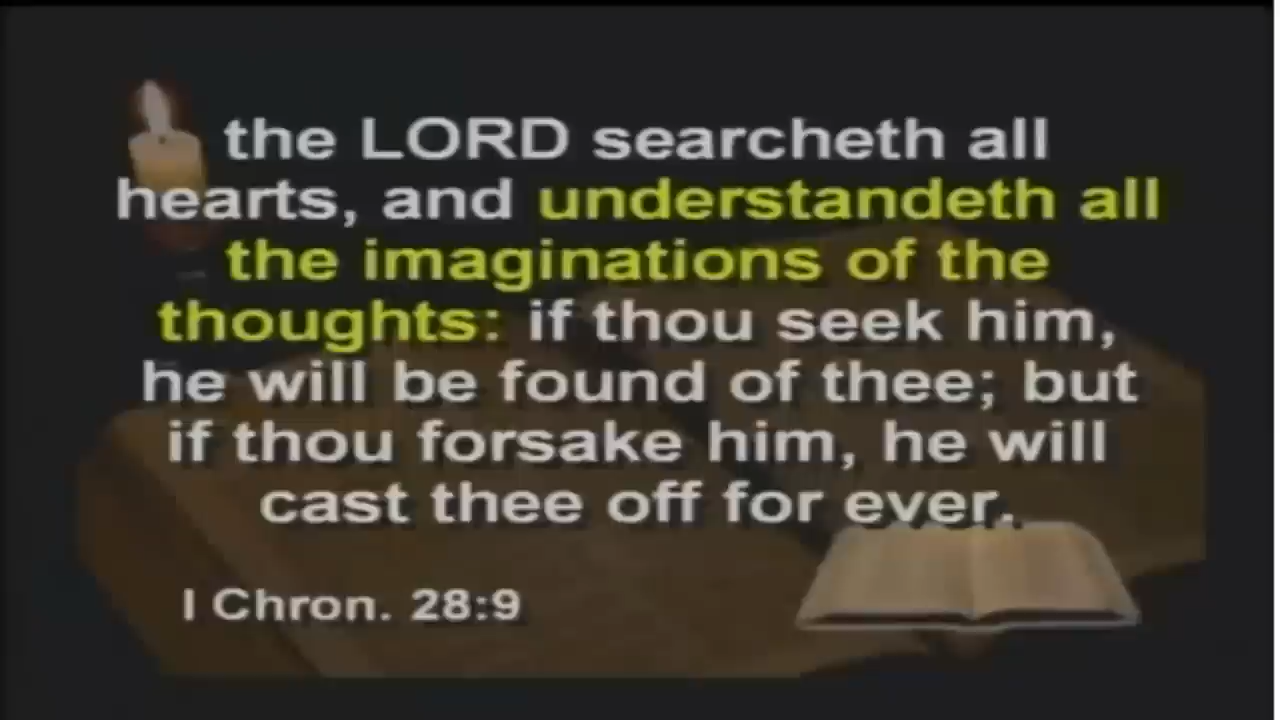 the LORD searcheth all
hearts, and understandeth all
the imaginations of the
thoughts: if thou seek him,
he will be found of thee; but
if thou forsake him, he will
cast thee off for ever.
I Chron. 28:9